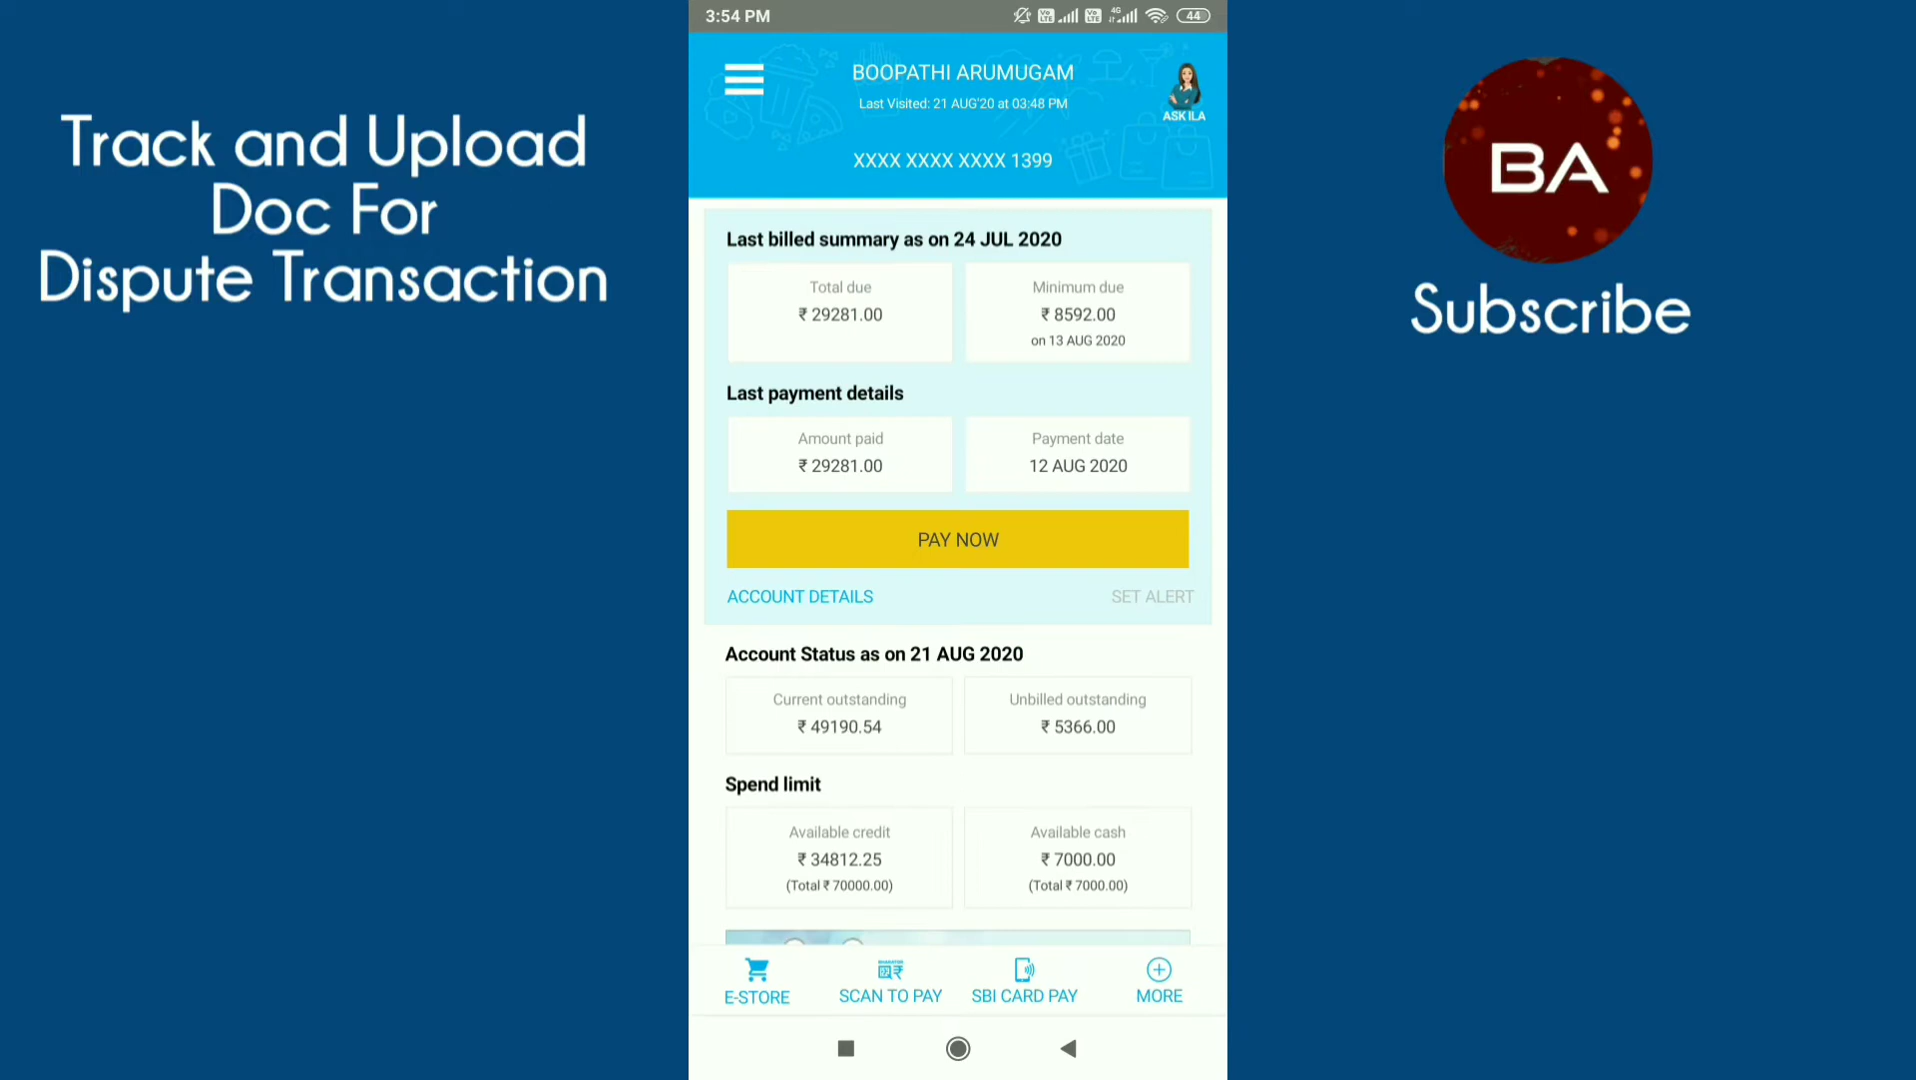 Track and Upload
Doc For
Dispute Transaction
3:54 PM
4G
44
BOOPATHI ARUMUGAM
Last Visited: 21 AUG'20 at 03:48 PM
ASK ILA
XXXX XXXX XXXX 1399
Last billed summary as on 24 JUL 2020
Total due
₹ 29281.00
Minimum due
₹ 8592.00
on 13 AUG 2020
Last payment details
Amount paid
₹ 29281.00
Payment date
12 AUG 2020
PAY NOW
ACCOUNT DETAILS
SET ALERT
Account Status as on 21 AUG 2020
Current outstanding
₹ 49190.54
Unbilled outstanding
₹ 5366.00
Spend limit
Available credit
₹ 34812.25
(Total ₹ 70000.00)
Available cash
₹ 7000.00
(Total ₹ 7000.00)
E-STORE
SCAN TO PAY
SBI CARD PAY
MORE
BA
Subscribe